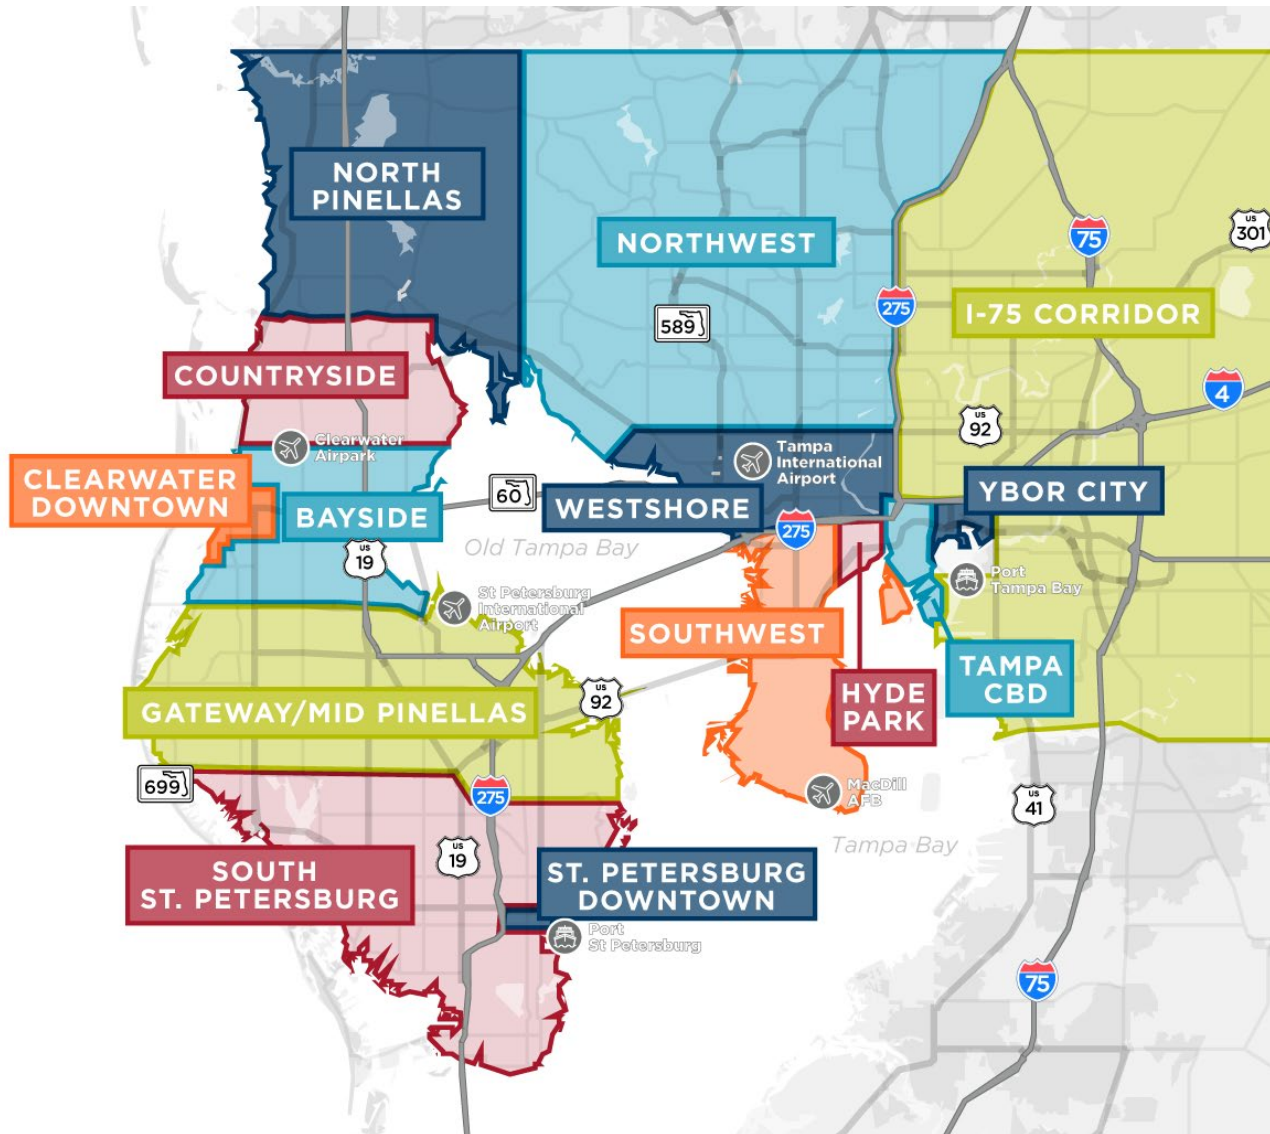 NORTH
PINELLAS
NORTHWEST
US
301
75
589
275
I-75 CORRIDOR
COUNTRYSIDE
4
US
92
Clearwater
Airpark
Tampa
International
Airport
CLEARWATER
DOWNTOWN
BAYSIDE
60
WESTSHORE
YBOR CITY
275
Old Tampa Bay
US
19
Port
Tampa Bay
St Petersburg
International
Airport
SOUTHWEST
TAMPA
CBD
HYDE
PARK
US
92
GATEWAY/MID PINELLAS
699
275
MacDill
AFB
US
41
Tampa Bay
US
19
SOUTH
ST. PETERSBURG
ST. PETERSBURG
DOWNTOWN
Port
St Petersburg
75